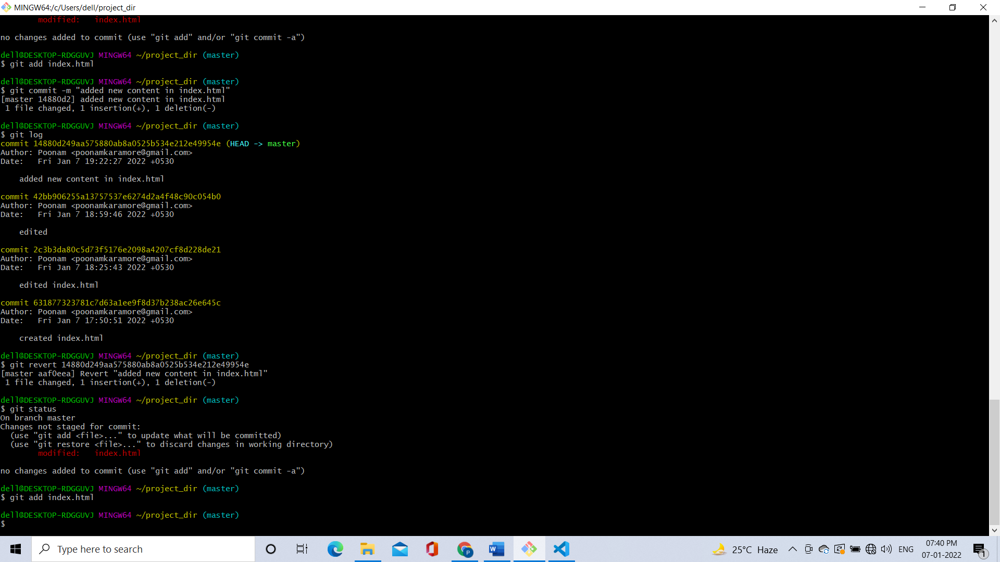 MINGW64:/c/Users/dell/project_dir
modified:   index.html
no changes added to commit (use "git add" and/or "git commit -a")
dell@DESKTOP-RDGGUVJ MINGW64 ~/project_dir (master)
$ git add index.html
dell@DESKTOP-RDGGUVJ MINGW64 ~/project_dir (master)
$ git commit -m "added new content in index.html"
[master 14880d2] added new content in index.html
 1 file changed, 1 insertion(+), 1 deletion(-)
dell@DESKTOP-RDGGUVJ MINGW64 ~/project_dir (master)
$ git log
commit 14880d249aa575880ab8a0525b534e212e49954e (HEAD -> master)
Author: Poonam <poonamkaramore@gmail.com>
Date:   Fri Jan 7 19:22:27 2022 +0530
    added new content in index.html
commit 42bb906255a13757537e6274d2a4f48c90c054b0
Author: Poonam <poonamkaramore@gmail.com>
Date:   Fri Jan 7 18:59:46 2022 +0530
    edited
commit 2c3b3da80c5d73f5176e2098a4207cf8d228de21
Author: Poonam <poonamkaramore@gmail.com>
Date:   Fri Jan 7 18:25:43 2022 +0530
    edited index.html
commit 631877323781c7d63a1ee9f8d37b238ac26e645c
Author: Poonam <poonamkaramore@gmail.com>
Date:   Fri Jan 7 17:50:51 2022 +0530
    created index.html
dell@DESKTOP-RDGGUVJ MINGW64 ~/project_dir (master)
$ git revert 14880d249aa575880ab8a0525b534e212e49954e
[master aaf0eea] Revert "added new content in index.html"
 1 file changed, 1 insertion(+), 1 deletion(-)
dell@DESKTOP-RDGGUVJ MINGW64 ~/project_dir (master)
$ git status
On branch master
Changes not staged for commit:
  (use "git add <file>..." to update what will be committed)
  (use "git restore <file>..." to discard changes in working directory)
        modified:   index.html
no changes added to commit (use "git add" and/or "git commit -a")
dell@DESKTOP-RDGGUVJ MINGW64 ~/project_dir (master)
$ git add index.html
dell@DESKTOP-RDGGUVJ MINGW64 ~/project_dir (master)
$
Type here to search
25°C Haze
ENG
07:40 PM
07-01-2022
1